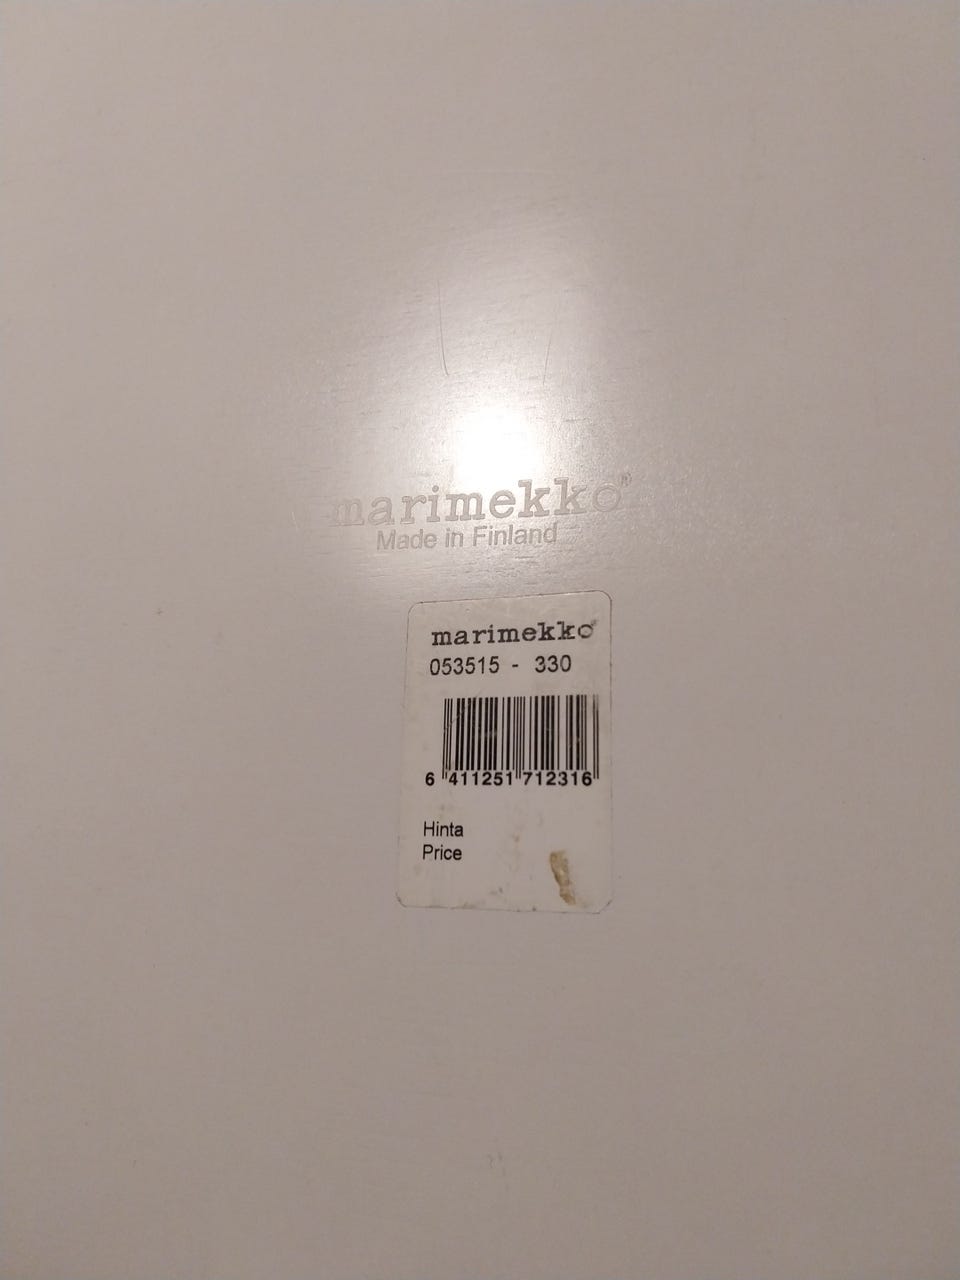 marimekko®
Made in Finland
marimekko®
053515 - 330
6 411251 712316
Hinta
Price